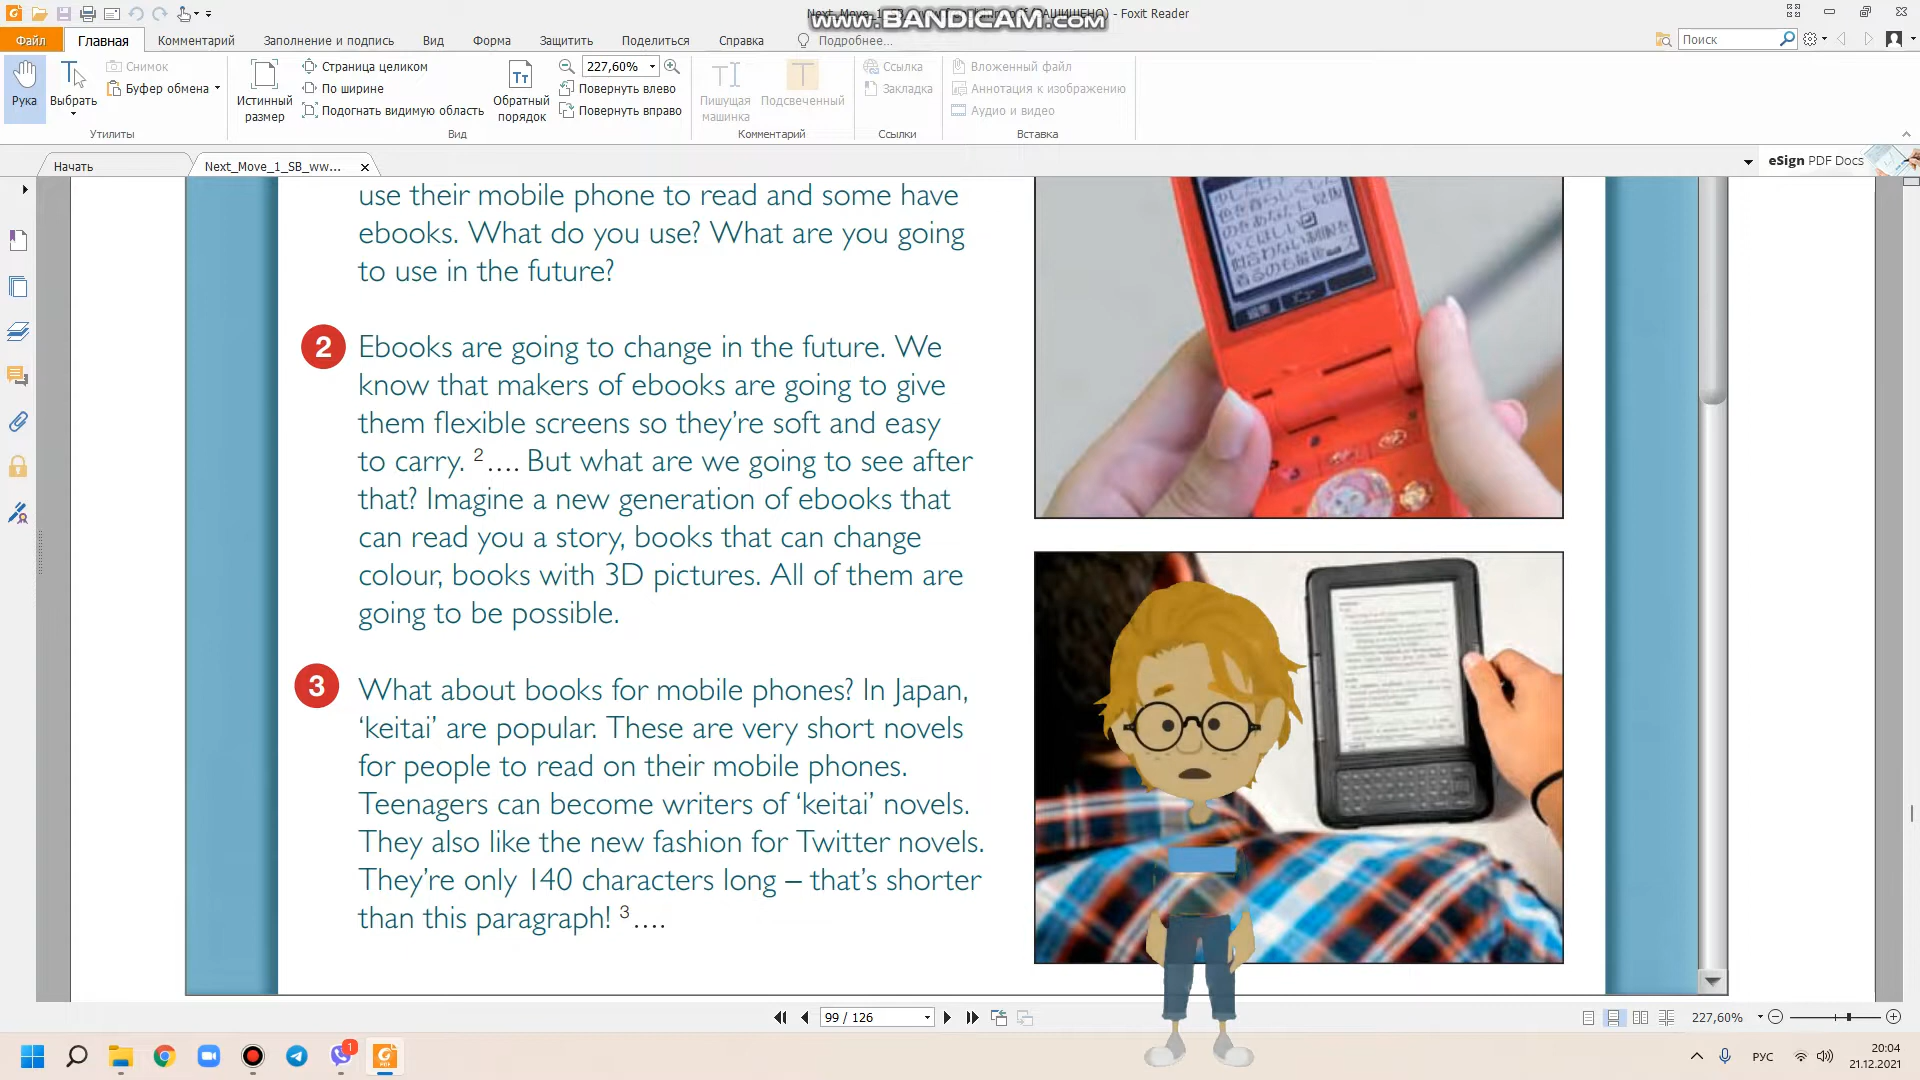 www.BANDICAM.com
- Foxit Reader
Файл
Главная
Комментарий
Заполнение и подпись
Вид
Форма
Защитить
Поделиться
Справка
Подробнее...
Поиск
Рука
Выбрать
Снимок
Буфер обмена
Утилиты
Истинный размер
Страница целиком
По ширине
Подогнать видимую область
Обратный порядок
227,60%
Повернуть влево
Повернуть вправо
Вид
Пишущая машинка
Подсвеченный
Комментарий
Ссылка
Закладка
Ссылки
Вложенный файл
Аннотация к изображению
Аудио и видео
Вставка
Начать
Next_Move_1_SB_ww...
eSign PDF Docs
use their mobile phone to read and some have
ebooks. What do you use? What are you going
to use in the future?
2 Ebooks are going to change in the future. We
know that makers of ebooks are going to give
them flexible screens so they're soft and easy
to carry. 2.... But what are we going to see after
that? Imagine a new generation of ebooks that
can read you a story, books that can change
colour, books with 3D pictures. All of them are
going to be possible.
3 What about books for mobile phones? In Japan,
‘keitai’ are popular. These are very short novels
for people to read on their mobile phones.
Teenagers can become writers of ‘keitai’ novels.
They also like the new fashion for Twitter novels.
They're only 140 characters long – that's shorter
than this paragraph! 3....
99 / 126
227,60%
1
РУС
20:04
21.12.2021